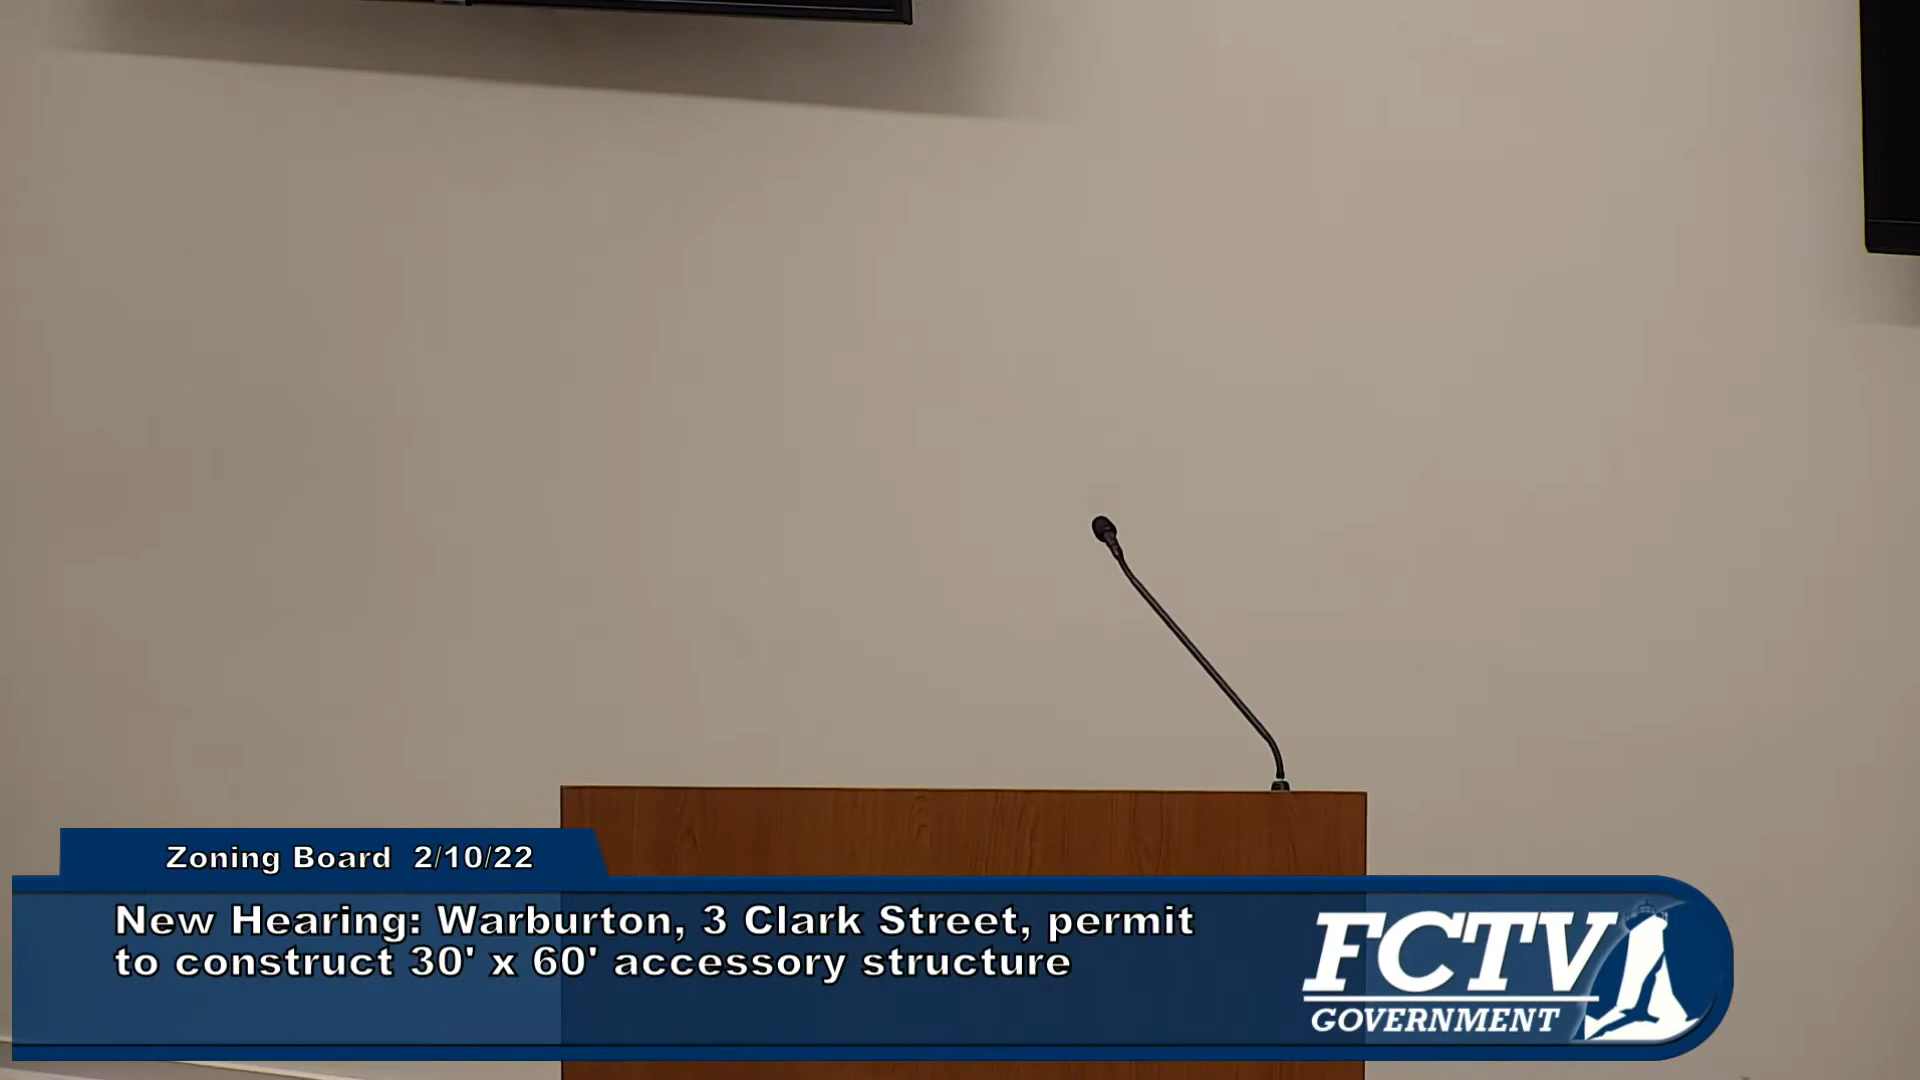 Zoning Board 2/10/22
New Hearing: Warburton, 3 Clark Street, permit
to construct 30' x 60' accessory structure
FCTV
GOVERNMENT